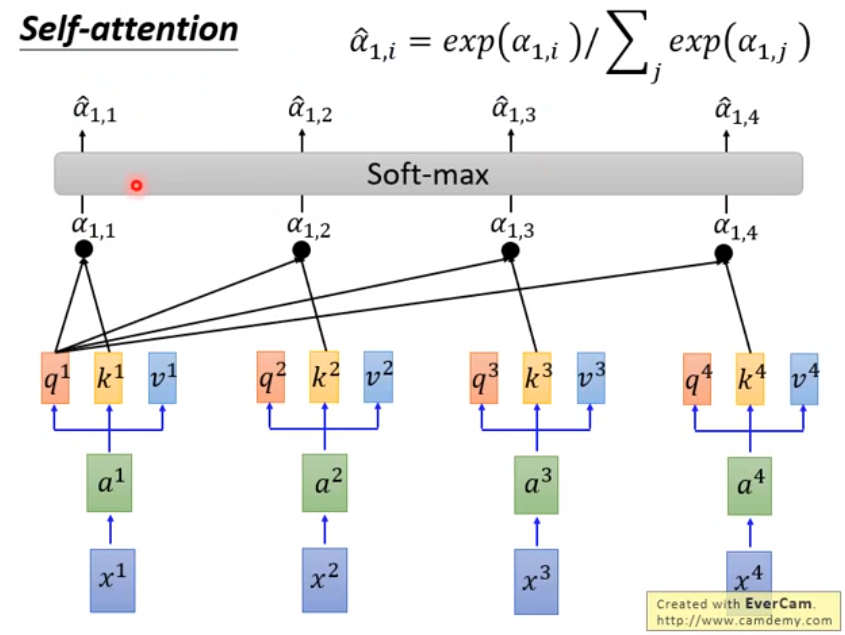 Self-attention
α̂₁,ᵢ = exp(α₁,ᵢ)/∑ⱼ exp(α₁,ⱼ)
α̂₁,₁ α̂₁,₂ α̂₁,₃ α̂₁,₄
Soft-max
α₁,₁ α₁,₂ α₁,₃ α₁,₄
q¹ k¹ v¹ q² k² v² q³ k³ v³ q⁴ k⁴ v⁴
a¹ a² a³ a⁴
x¹ x² x³ x⁴
Created with EverCam.
http://www.camdemy.com